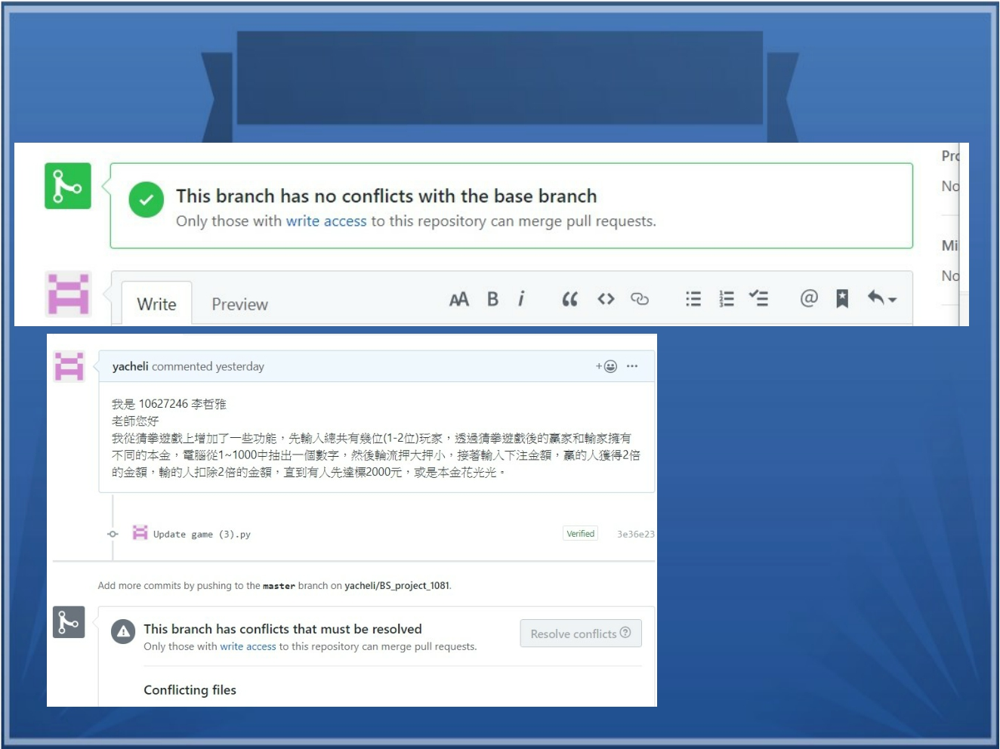 This branch has no conflicts with the base branch
Only those with write access to this repository can merge pull requests.
Pro
No
Mi
No
Write Preview
yacheli commented yesterday
我是 10627246 李哲雅
老師您好
我從猜拳遊戲上增加了一些功能，先輸入總共有幾位(1-2位)玩家，透過猜拳遊戲後的贏家和輸家擁有
不同的本金，電腦從1~1000中抽出一個數字，然後輪流押大押小，接著輸入下注金額，贏的人獲得2倍
的金額，輸的人扣除2倍的金額，直到有人先達標2000元，或是本金花光光。
Update game (3).py Verified 3e36e23
Add more commits by pushing to the master branch on yacheli/BS_project_1081.
This branch has conflicts that must be resolved
Resolve conflicts
Only those with write access to this repository can merge pull requests.
Conflicting files